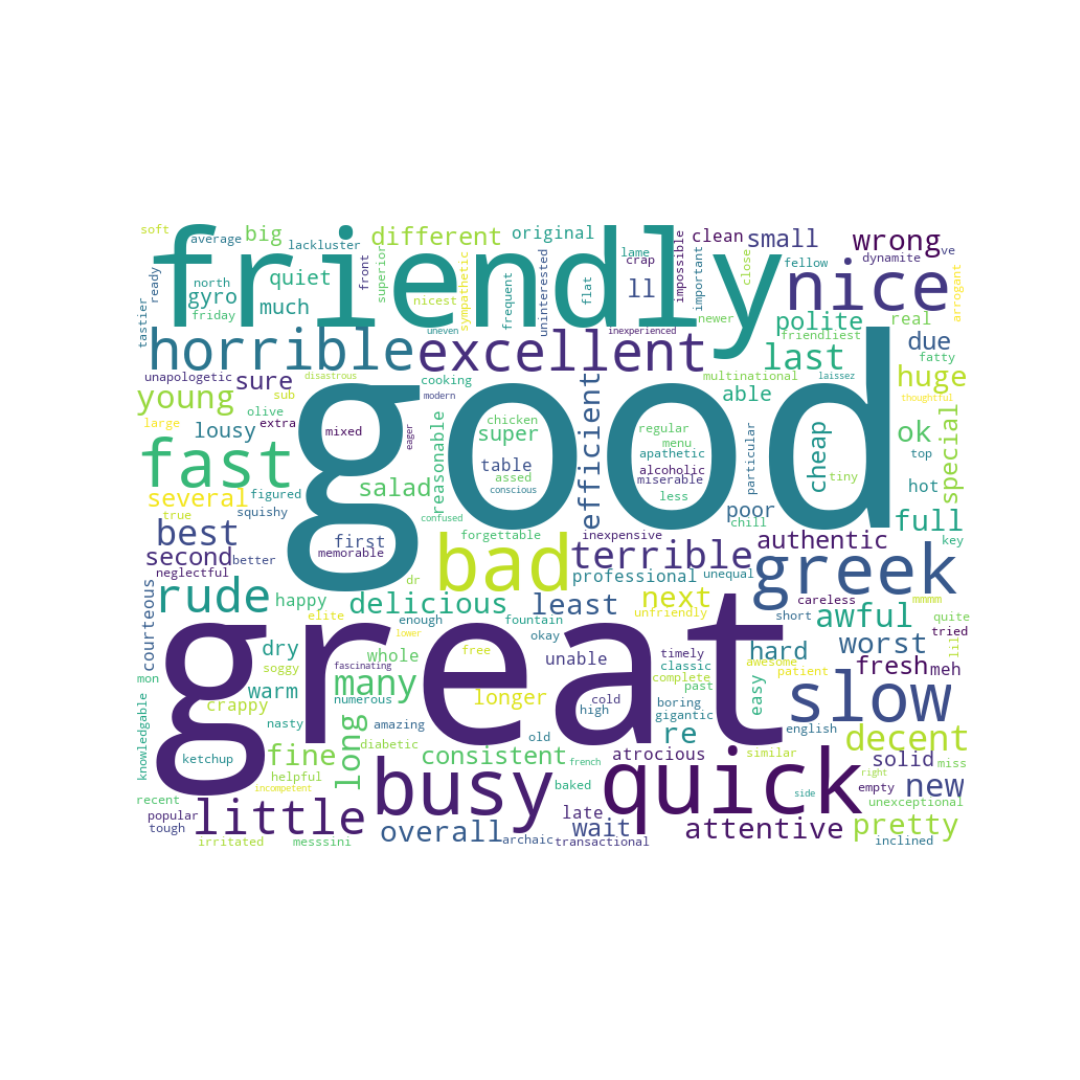 soft
average
big
lackluster
different
original
clean
small
wrong
friendly
superior
sympathetic
lame
crap
impossible
close
fellow
dynamite
ve
arrogant
ready
north
quiet
front
nicest
frequent
uninterested
flat
ll
important
nice
tastier
gyro
friday
much
uneven
inexperienced
newer
polite
real
due
horrible
excellent
friendliest
last
fatty
unapologetic
sure
disastrous
cooking
multinational
laissez
huge
young
sub
modern
able
thoughtful
large
olive
extra
good
efficient
special
lousy
mixed
eager
reasonable
chicken
super
regular
menu
apathetic
particular
cheap
ok
top
fast
table
assed
conscious
alcoholic
miserable
less
tiny
hot
several
figured
salad
true
squishy
confused
poor
chill
full
best
first
forgettable
inexpensive
authentic
key
second
better
memorable
bad
terrible
neglectful
dr
professional
unequal
greek
mmmm
courteous
rude
happy
delicious
least
next
careless
elite
enough
fountain
unfriendly
short
awful
quite
lower
okay
tried
great
dry
whole
free
unable
timely
hard
worst
lil
mon
soggy
fascinating
classic
awesome
fresh
meh
warm
many
longer
cold
complete
patient
slow
knowledgable
crappy
numerous
high
past
easy
nasty
amazing
old
boring
gigantic
english
decent
long
diabetic
re
ketchup
fine
consistent
french
atrocious
similar
solid
miss
helpful
busy
baked
quick
right
empty
new
recent
incompetent
side
unexceptional
popular
little
late
tough
overall
wait
attentive
pretty
irritated
messsini
archaic
transactional
inclined